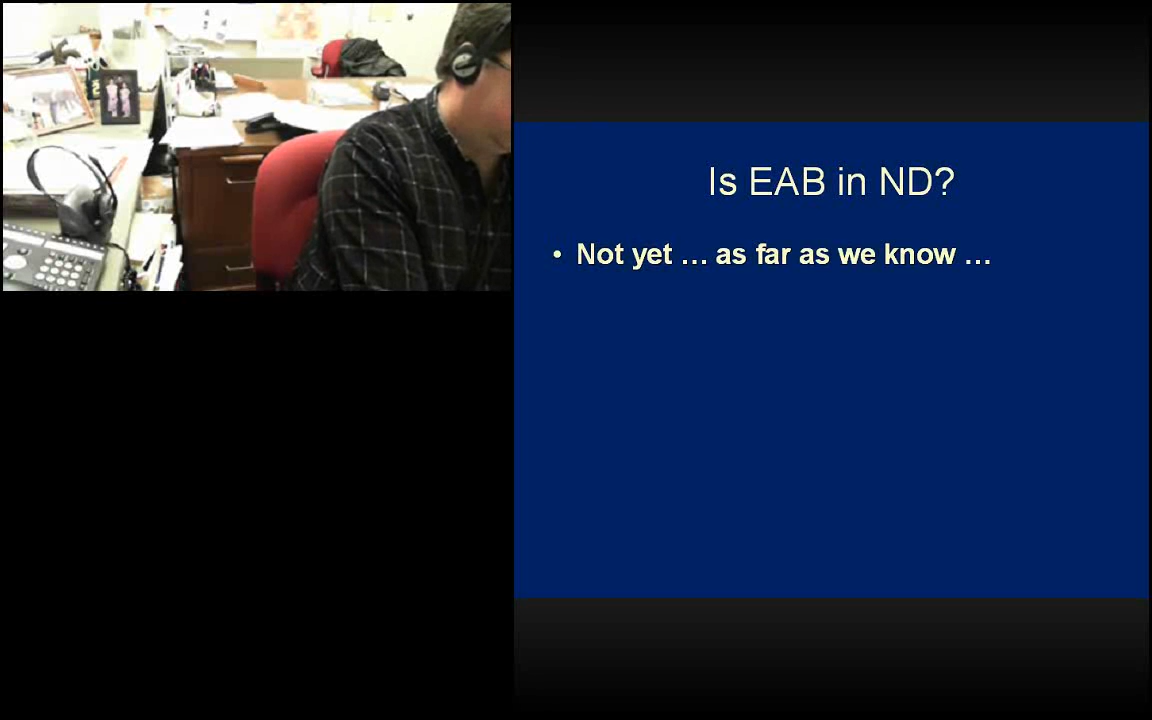 Is EAB in ND?
• Not yet … as far as we know …